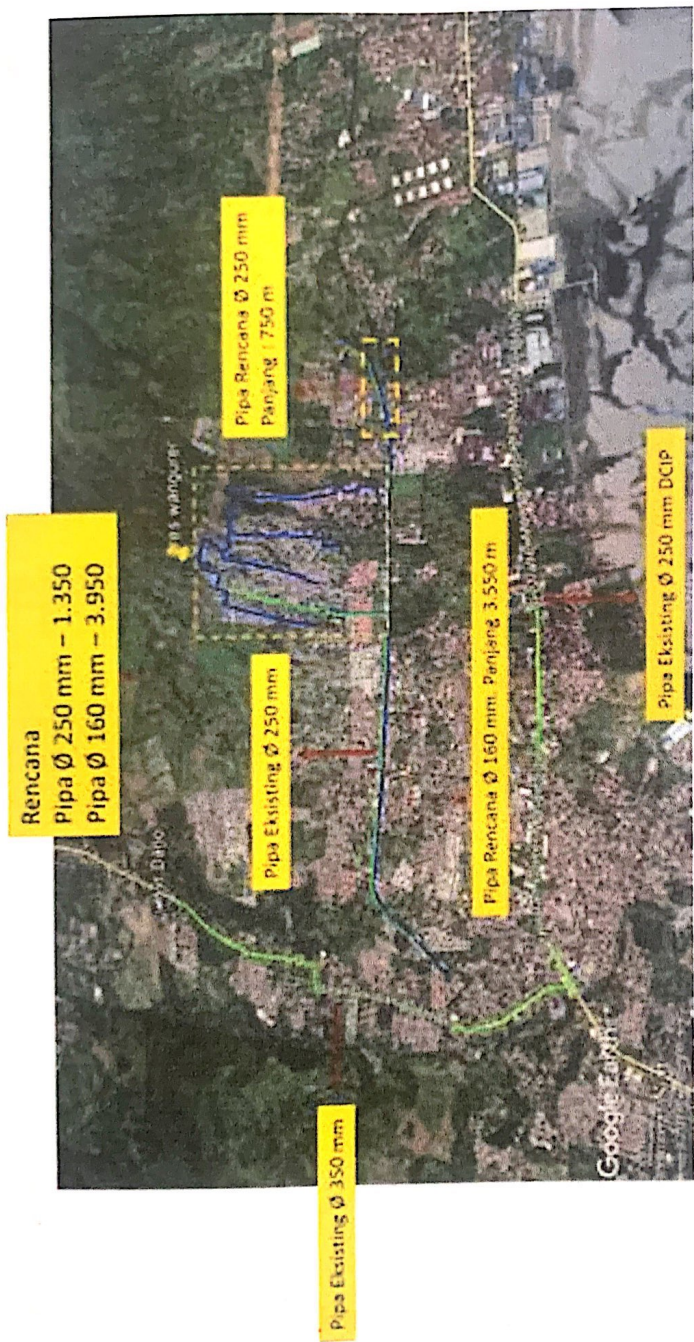 Rencana
Pipa Ø 250 mm – 1.350
Pipa Ø 160 mm – 3.950
Pipa Rencana Ø 250 mm
Panjang : 750 m
Pipa Eksisting Ø 250 mm
Pipa Rencana Ø 160 mm. Panjang 3.550 m
Pipa Eksisting Ø 250 mm DCIP
Pipa Eksisting Ø 350 mm
Google Earth